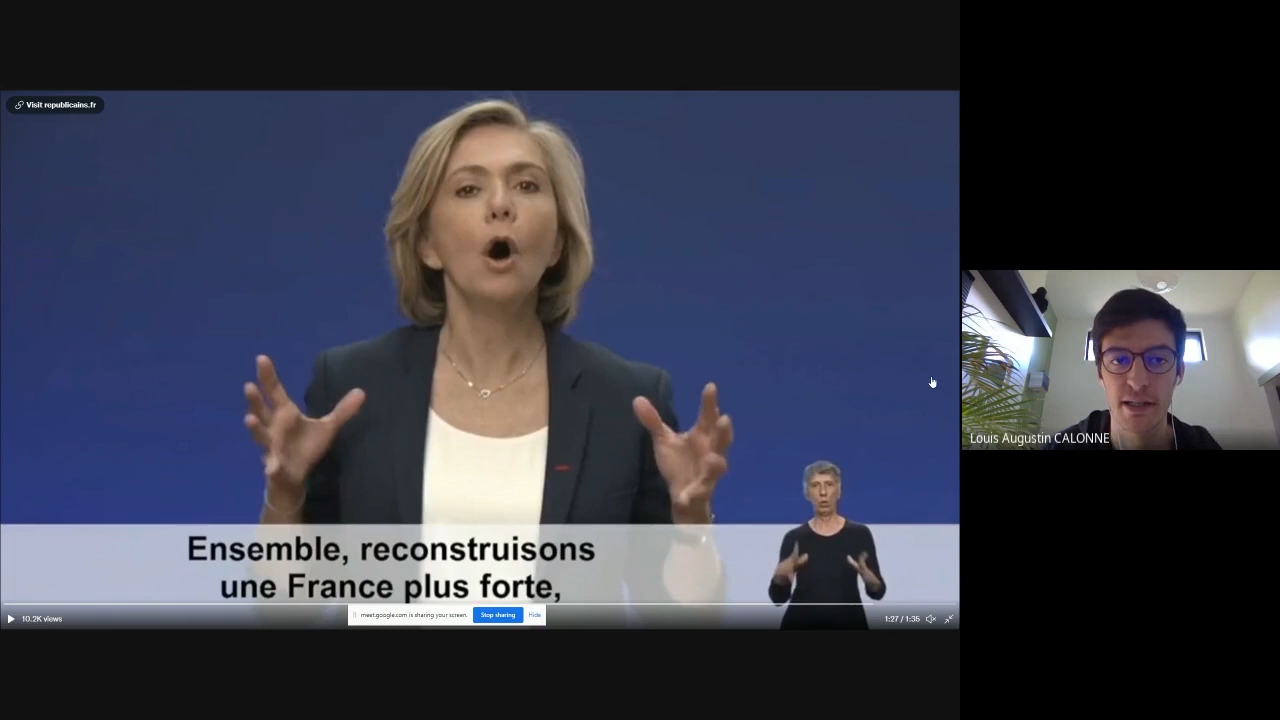 Visit republicains.fr
Louis Augustin CALONNE
Ensemble, reconstruisons
une France plus forte,
meet.google.com is sharing your screen.
Stop sharing
Hide
10.2K views
1:27 / 1:35